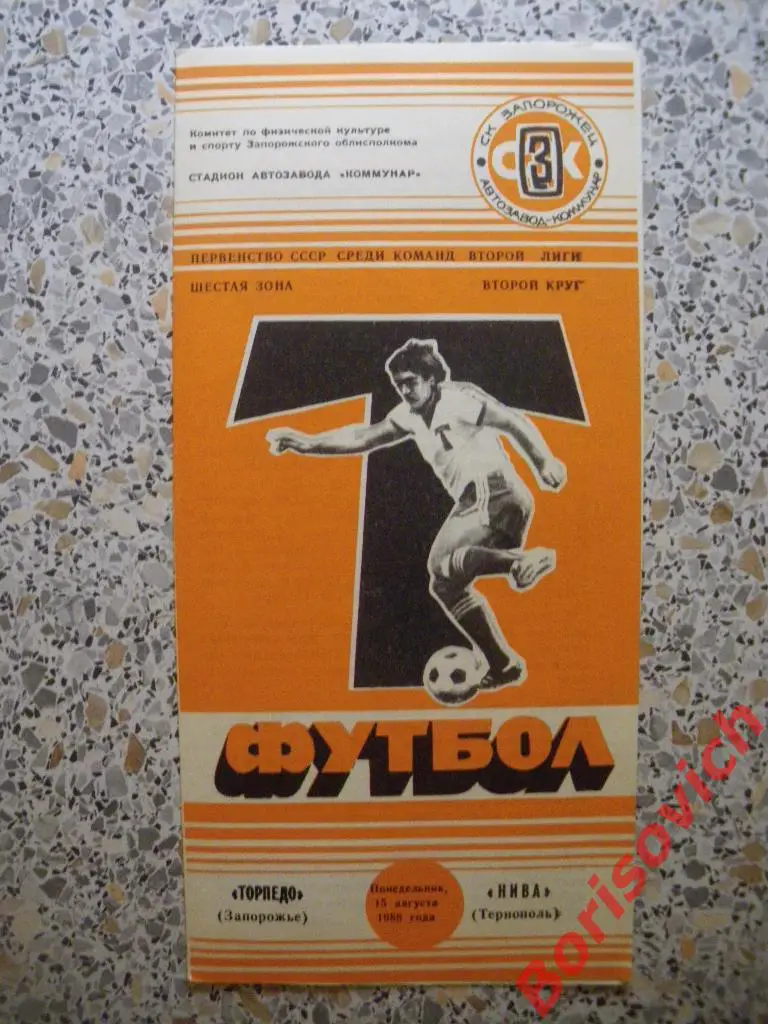 Комитет по физической культуре
и спорту Запорожского облисполкома
СТАДИОН АВТОЗАВОДА «КОММУНАР»
СК ЗАПОРОЖЕЦ
СЗК
АВТОЗАВОД-КОММУНАР
ПЕРВЕНСТВО СССР СРЕДИ КОМАНД ВТОРОЙ ЛИГИ
ШЕСТАЯ ЗОНА
ВТОРОЙ КРУГ
Т
Т
ФУТБОЛ
«ТОРПЕДО»
(Запорожье)
Понедельник,
15 августа
1988 года
«НИВА»
(Тернополь)
Borisovich